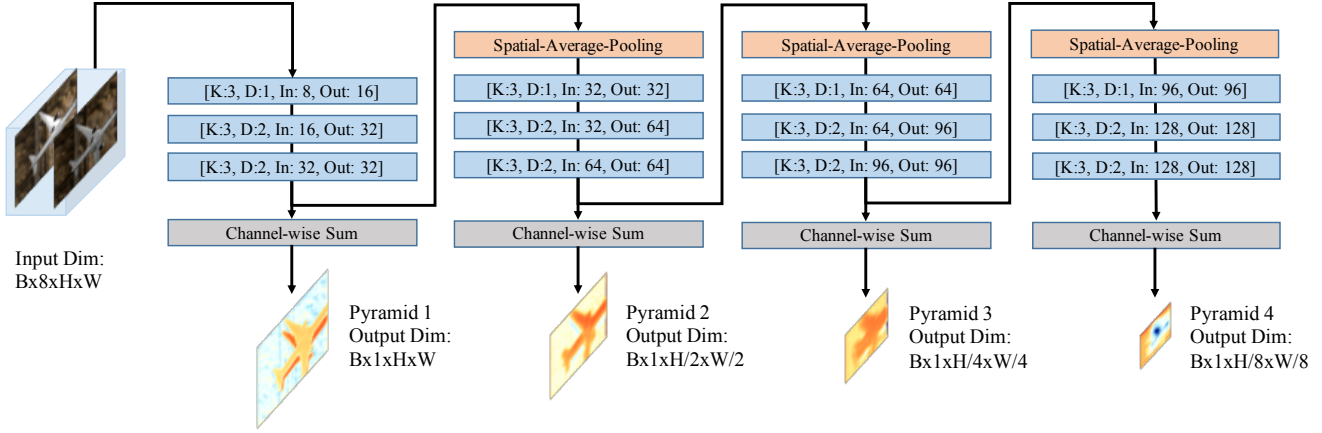 Spatial-Average-Pooling
Spatial-Average-Pooling
Spatial-Average-Pooling
[K:3, D:1, In: 8, Out: 16]
[K:3, D:1, In: 32, Out: 32]
[K:3, D:1, In: 64, Out: 64]
[K:3, D:1, In: 96, Out: 96]
[K:3, D:2, In: 16, Out: 32]
[K:3, D:2, In: 32, Out: 64]
[K:3, D:2, In: 64, Out: 96]
[K:3, D:2, In: 128, Out: 128]
[K:3, D:2, In: 32, Out: 32]
[K:3, D:2, In: 64, Out: 64]
[K:3, D:2, In: 96, Out: 96]
[K:3, D:2, In: 128, Out: 128]
Channel-wise Sum
Channel-wise Sum
Channel-wise Sum
Channel-wise Sum
Input Dim:
Bx8xHxW
Pyramid 1
Output Dim:
Bx1xHxW
Pyramid 2
Output Dim:
Bx1xH/2xW/2
Pyramid 3
Output Dim:
Bx1xH/4xW/4
Pyramid 4
Output Dim:
Bx1xH/8xW/8